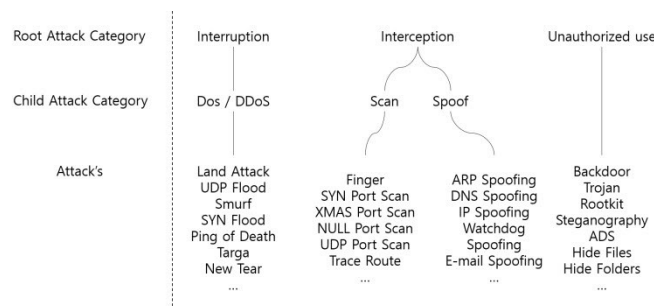 Root Attack Category
Interruption
Interception
Unauthorized use
Child Attack Category
Dos / DDoS
Scan
Spoof
Attack's
Land Attack
UDP Flood
Smurf
SYN Flood
Ping of Death
Targa
New Tear
...
Finger
SYN Port Scan
XMAS Port Scan
NULL Port Scan
UDP Port Scan
Trace Route
...
ARP Spoofing
DNS Spoofing
IP Spoofing
Watchdog
Spoofing
E-mail Spoofing
...
Backdoor
Trojan
Rootkit
Steganography
ADS
Hide Files
Hide Folders
...